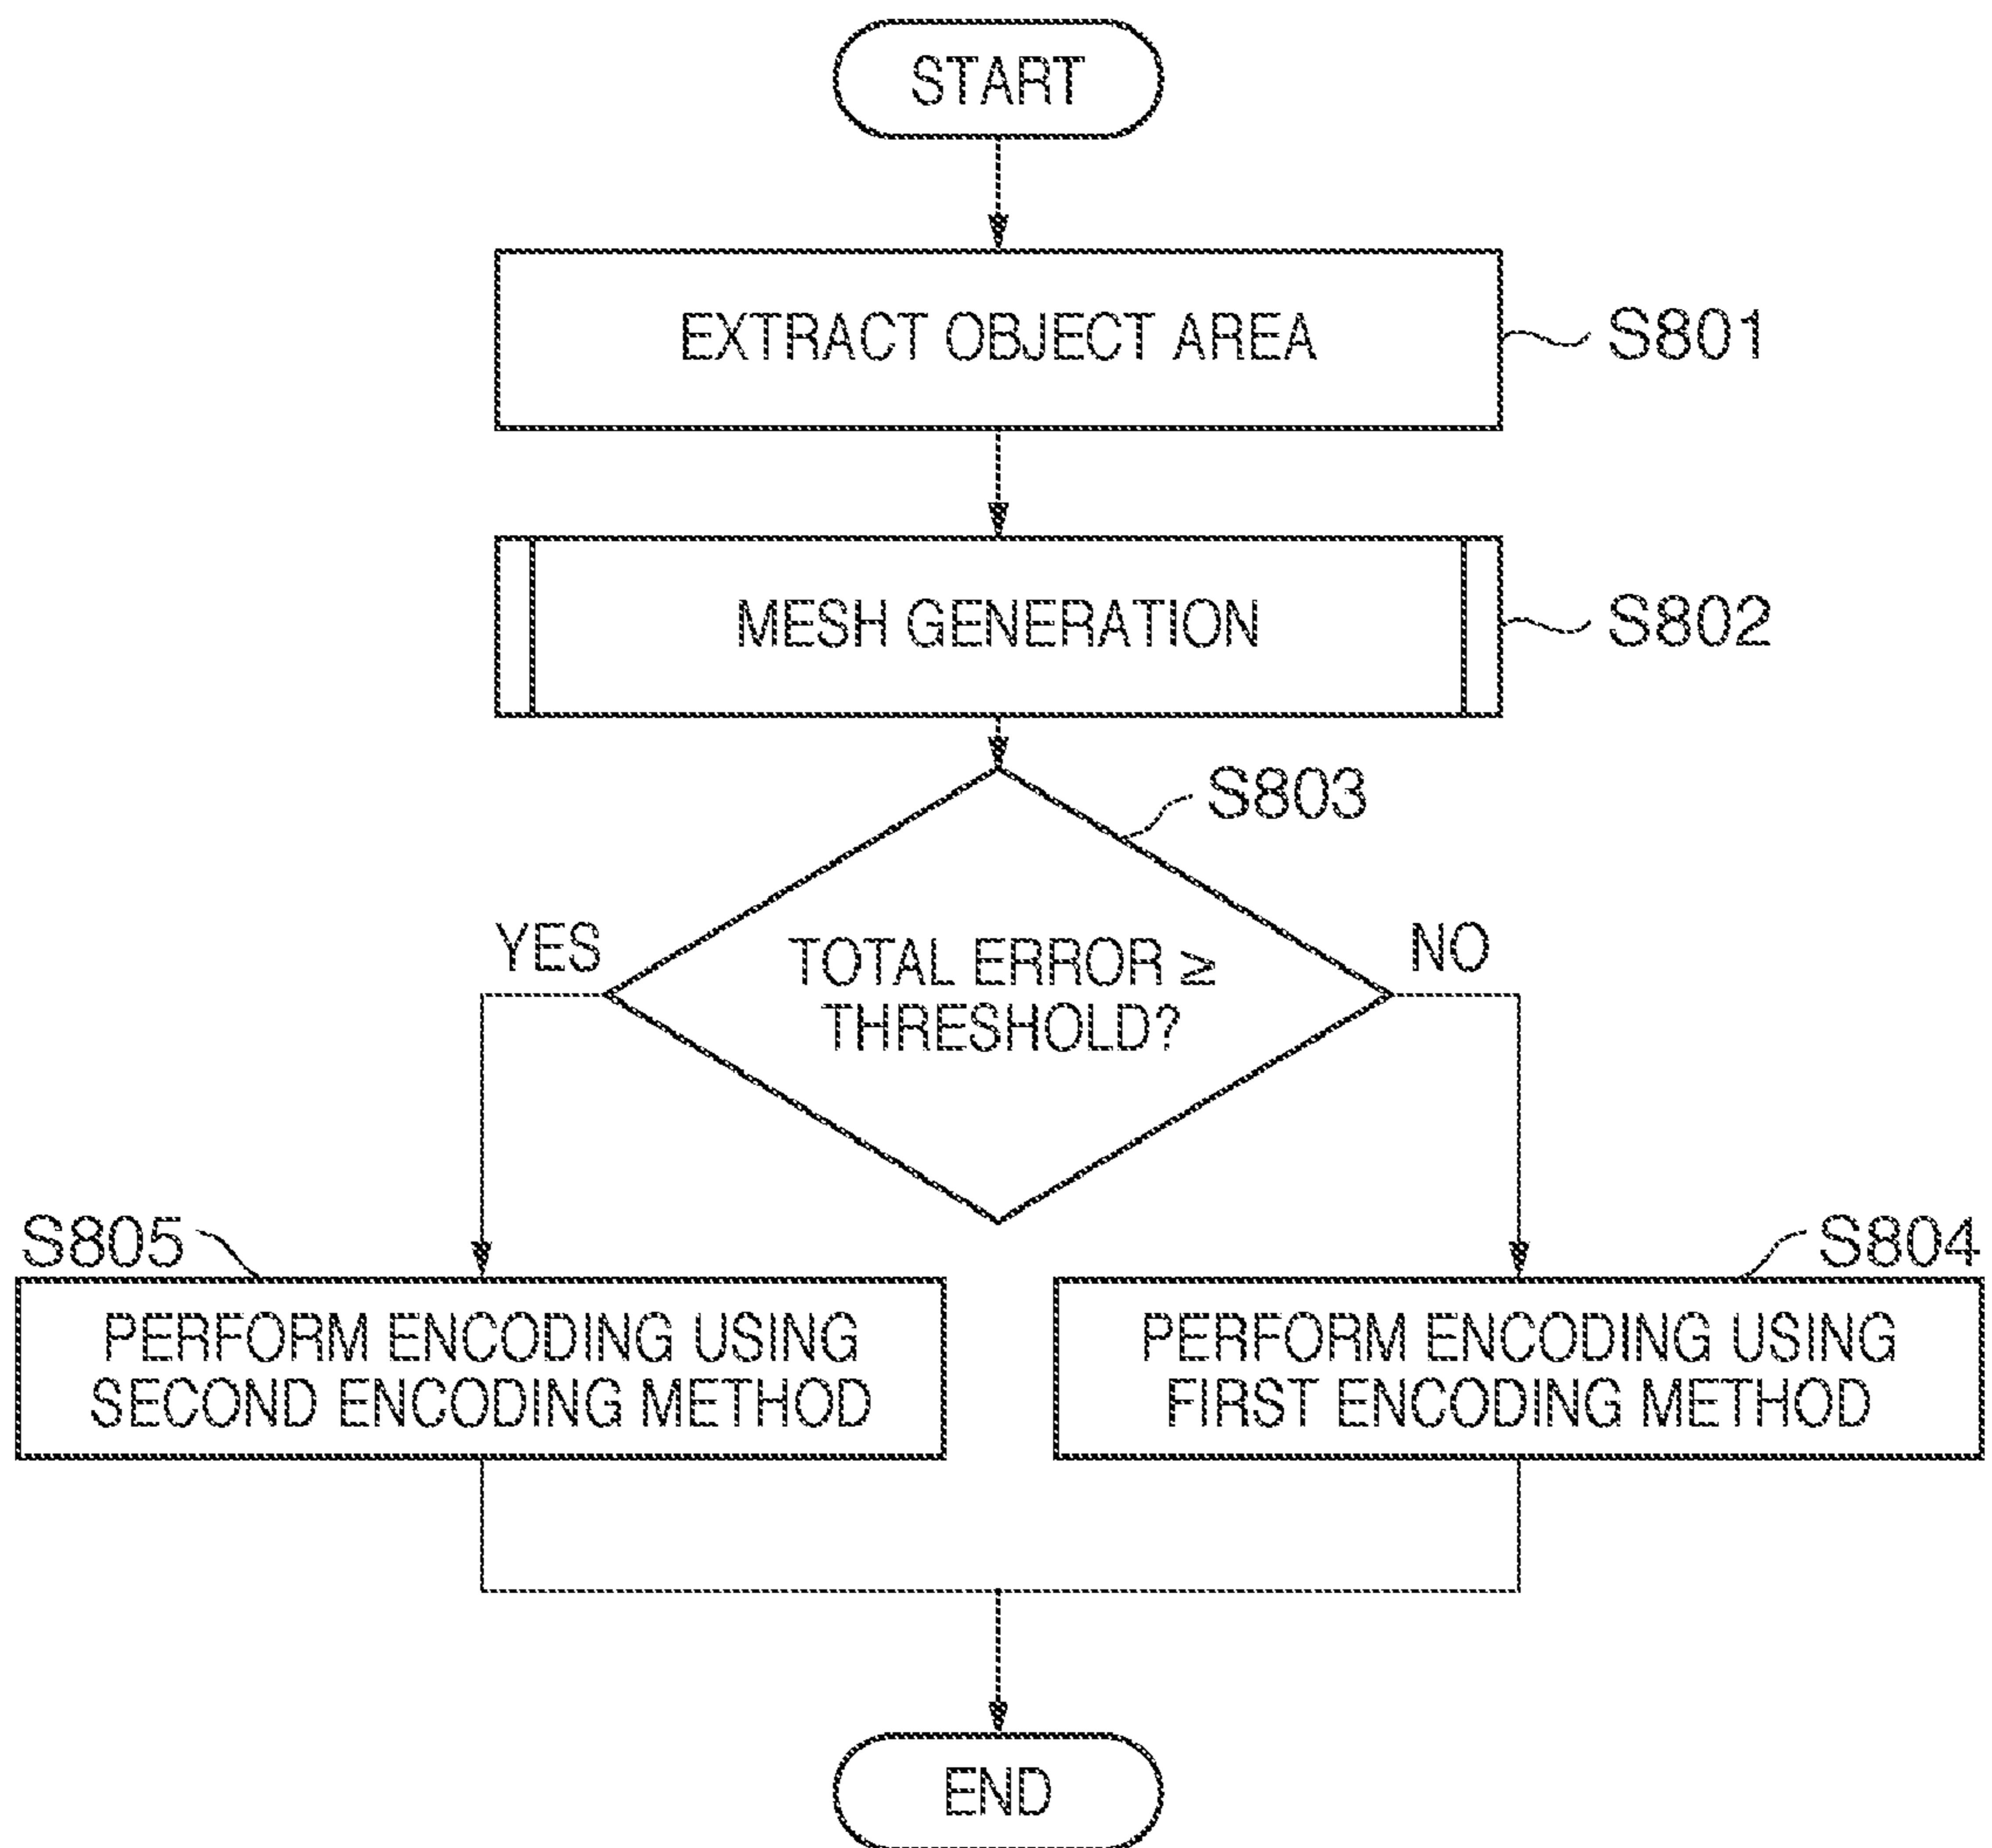 START
EXTRACT OBJECT AREA
S801
MESH GENERATION
S802
S803
YES
TOTAL ERROR ≥
THRESHOLD?
NO
S805
PERFORM ENCODING USING
SECOND ENCODING METHOD
S804
PERFORM ENCODING USING
FIRST ENCODING METHOD
END